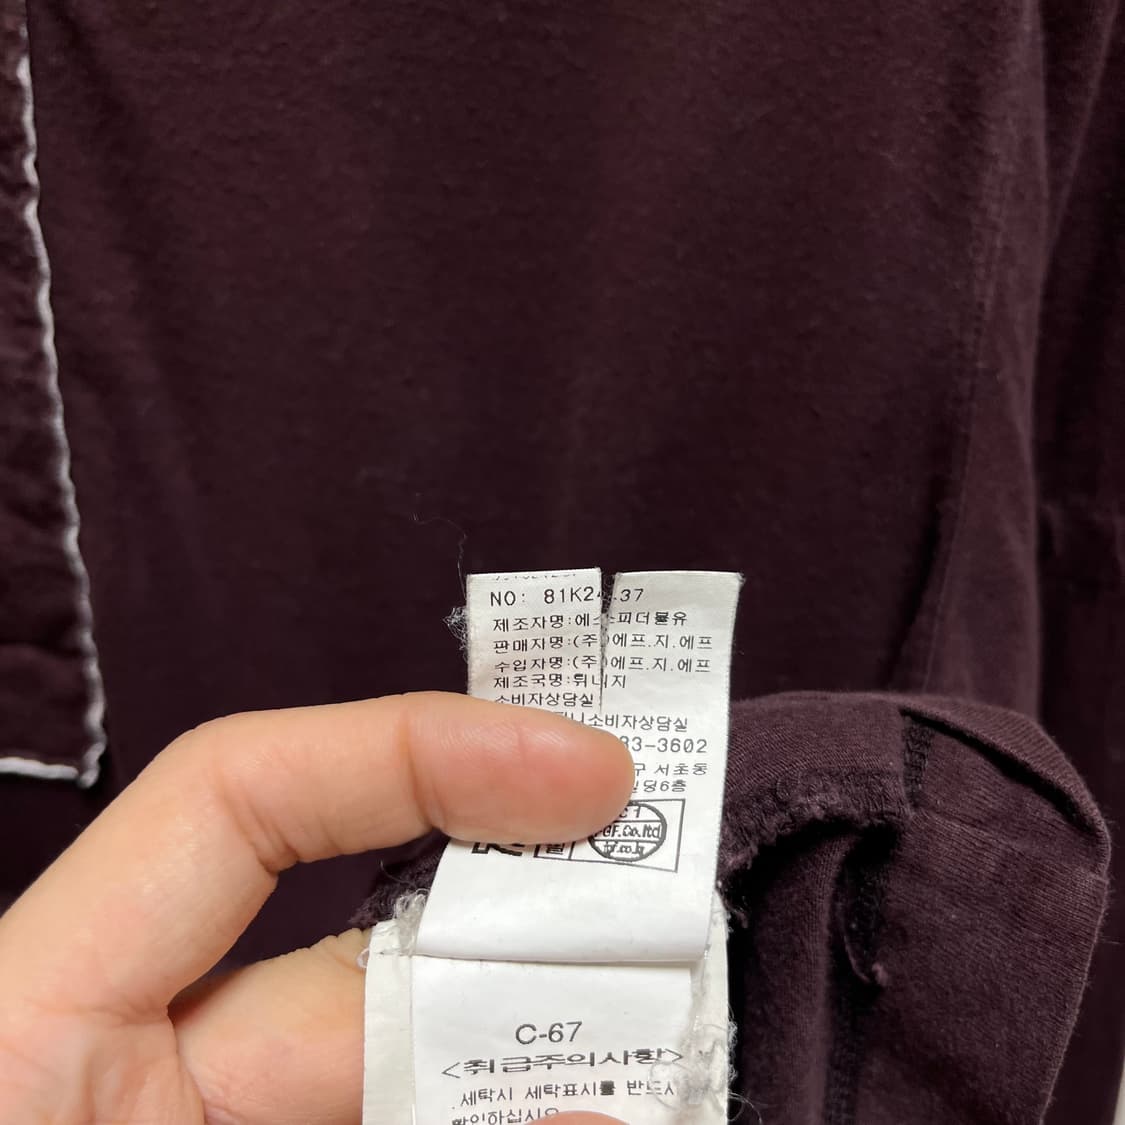 제조자명:에스.피더블유
판매자명:(주)에프.지.에프
수입자명:(주)에프.지.에프
제조국명:튀니지
소비자상담실
소비자상담실
83-3602
구 서초동
딩6층
GF.Co.ltd
C-67
<취급주의사항>
.세탁시 세탁표시를 반드시
확인하십시오